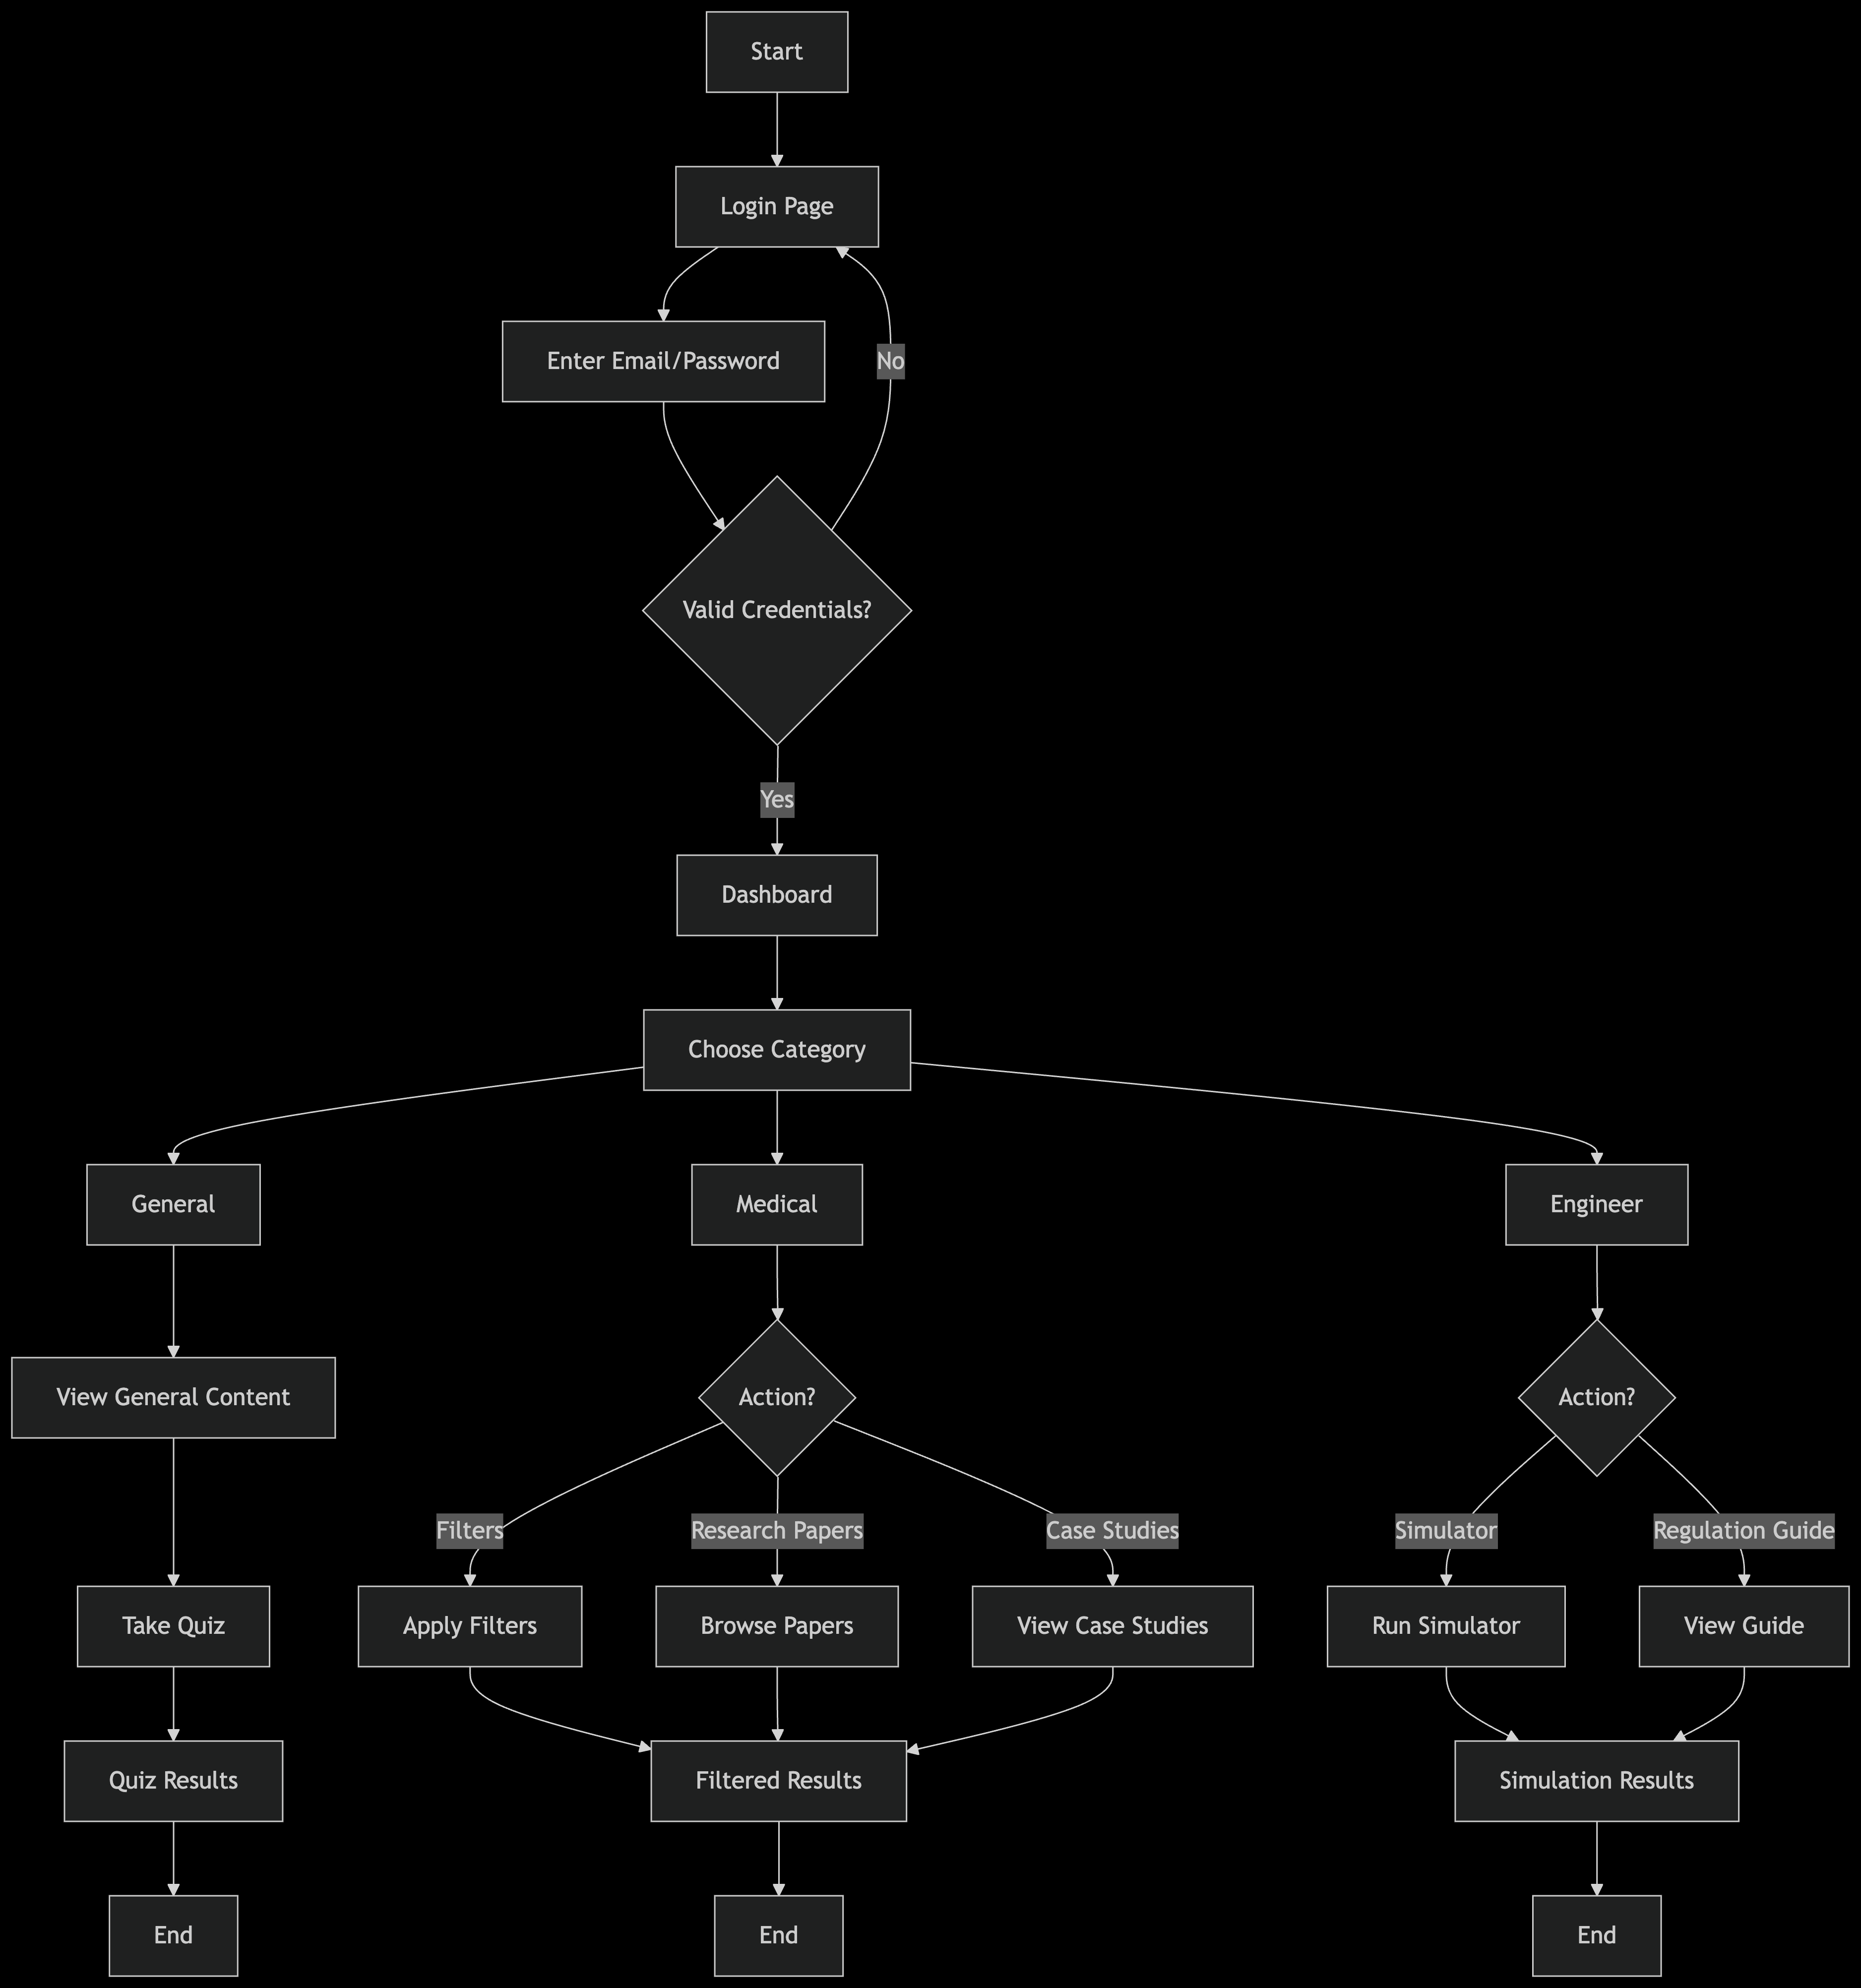 Start
Login Page
Enter Email/Password
No
Valid Credentials?
Yes
Dashboard
Choose Category
General
Medical
Engineer
View General Content
Action?
Action?
Filters
Research Papers
Case Studies
Simulator
Regulation Guide
Take Quiz
Apply Filters
Browse Papers
View Case Studies
Run Simulator
View Guide
Quiz Results
Filtered Results
Simulation Results
End
End
End